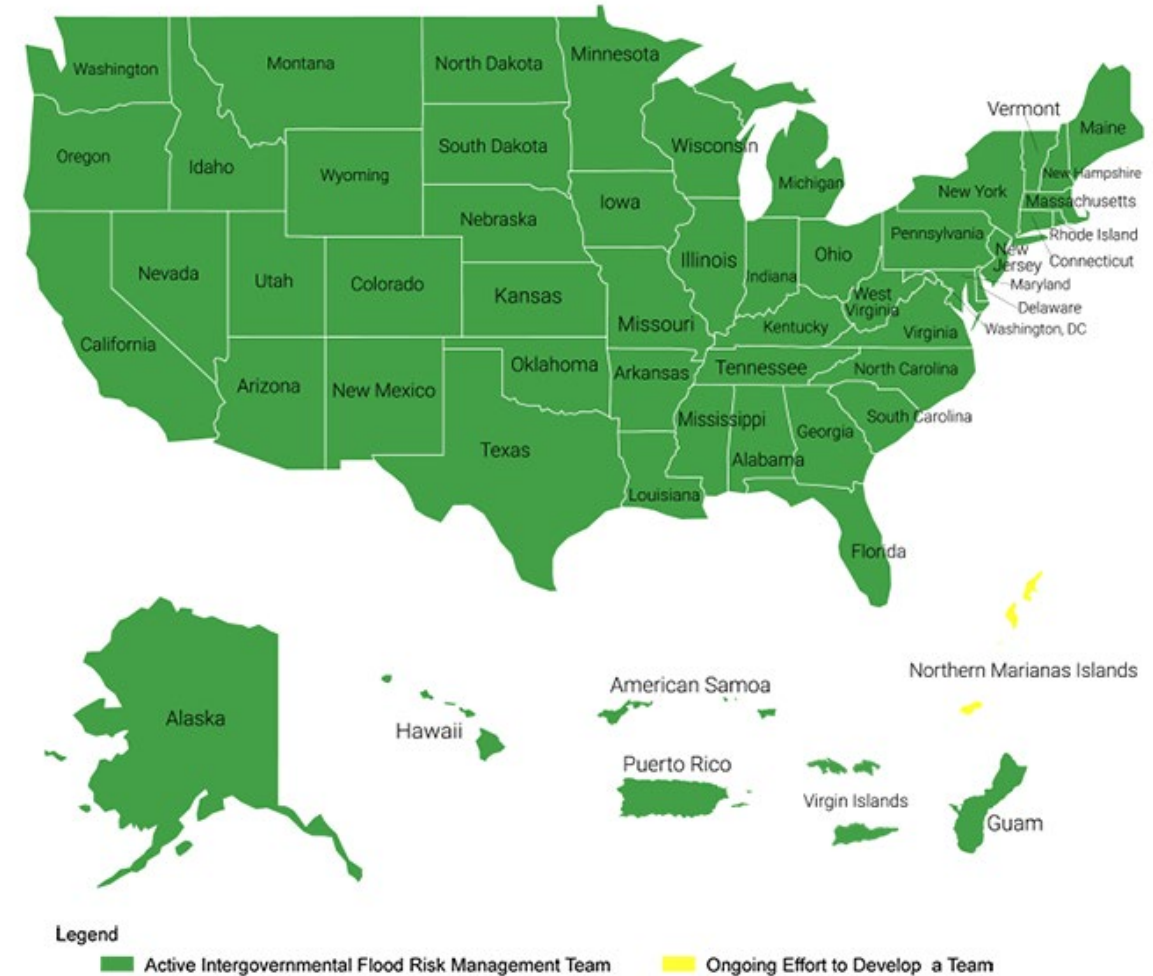 Washington
Montana
North Dakota
Minnesota
Vermont
Maine
Oregon
Idaho
Wyoming
South Dakota
Wisconsin
Michigan
New York
New Hampshire
Massachusetts
Iowa
Nebraska
Pennsylvania
Rhode Island
Connecticut
New
Jersey
Nevada
Utah
Colorado
Kansas
Illinois
Indiana
Ohio
West
Virginia
Maryland
Delaware
Washington, DC
California
Missouri
Kentucky
Virginia
Arizona
New Mexico
Oklahoma
Arkansas
Tennessee
North Carolina
Texas
Mississippi
Georgia
South Carolina
Alabama
Louisiana
Florida
Northern Marianas Islands
Alaska
Hawaii
American Samoa
Puerto Rico
Virgin Islands
Guam
Legend
Active Intergovernmental Flood Risk Management Team
Ongoing Effort to Develop a Team